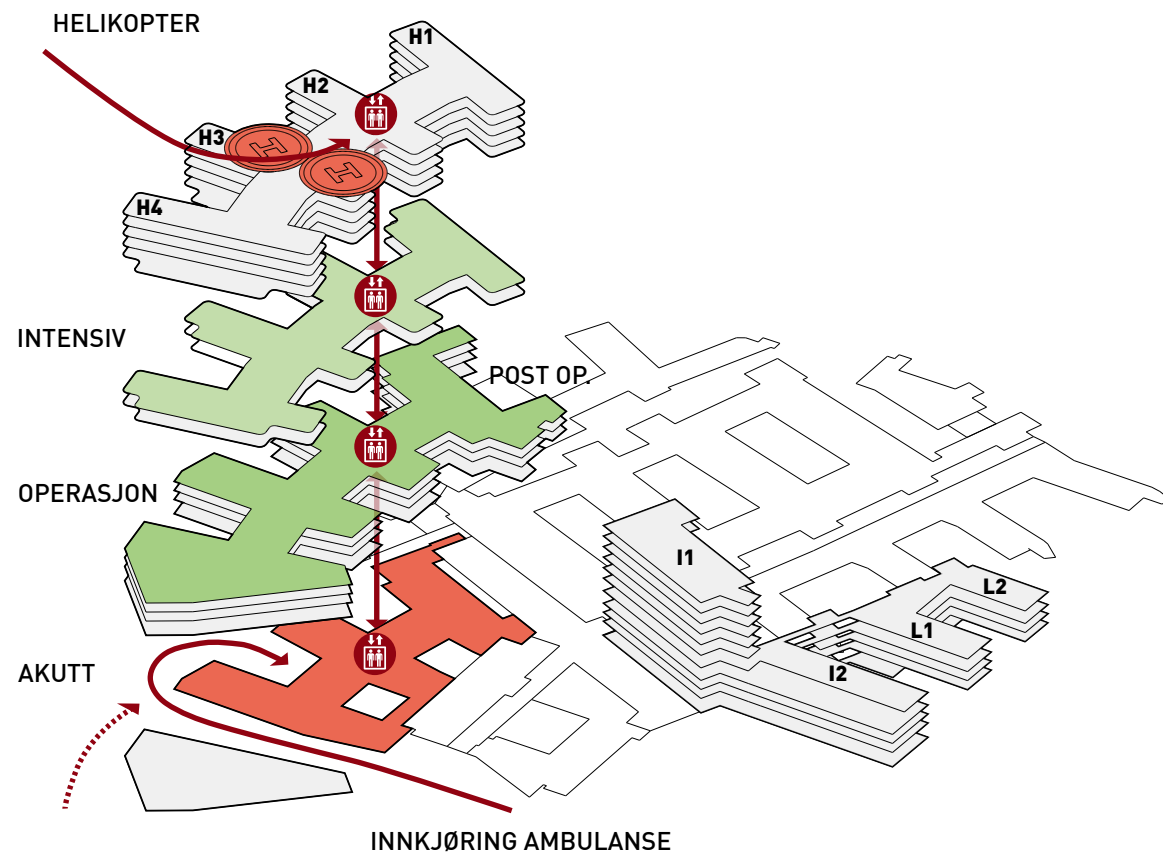 HELIKOPTER
H1
H2
H3
H
H
H4
INTENSIV
POST OP.
OPERASJON
I1
L2
L1
I2
AKUTT
INNKJØRING AMBULANSE